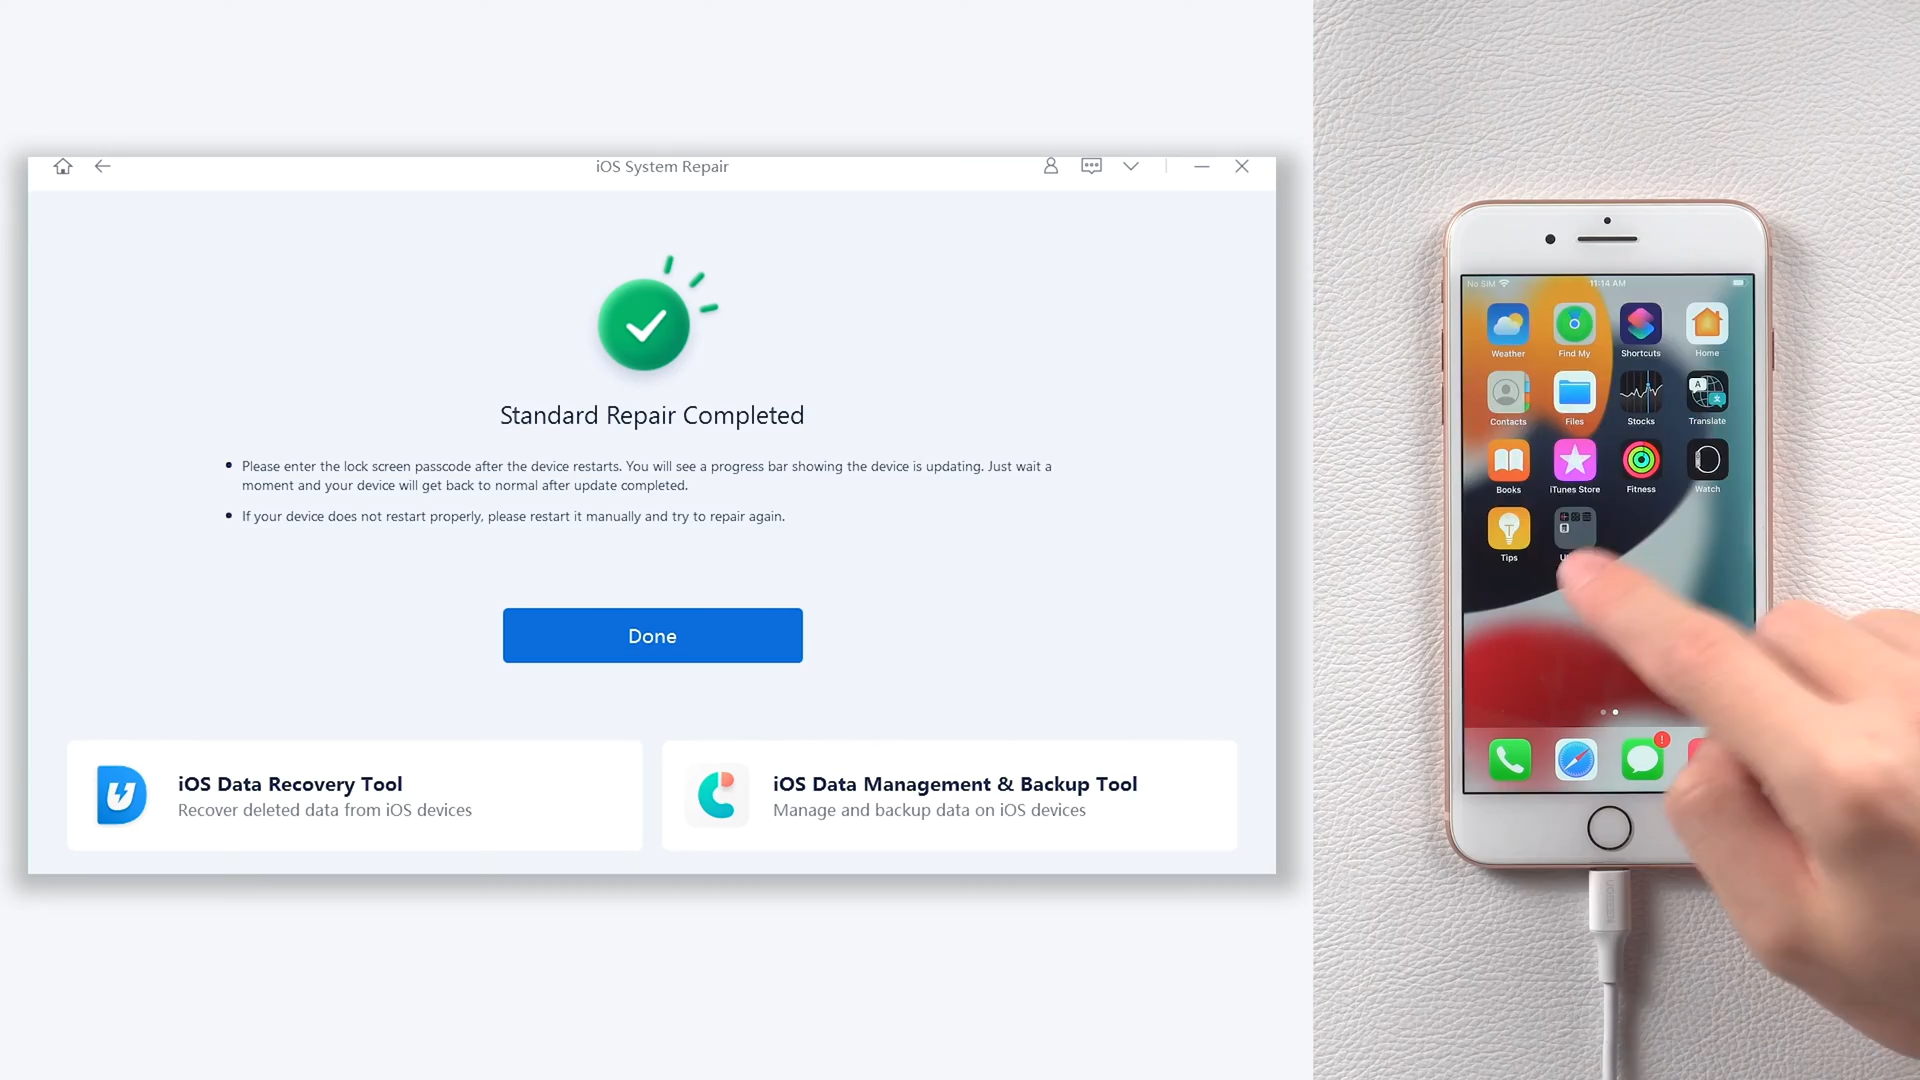 iOS System Repair
Standard Repair Completed
Please enter the lock screen passcode after the device restarts. You will see a progress bar showing the device is updating. Just wait a
moment and your device will get back to normal after update completed.
If your device does not restart properly, please restart it manually and try to repair again.
Done
iOS Data Recovery Tool
Recover deleted data from iOS devices
iOS Data Management & Backup Tool
Manage and backup data on iOS devices
No SIM 11:14 AM
Weather Find My Shortcuts Home
Contacts Files Stocks Translate
Books iTunes Store Fitness Watch
Tips